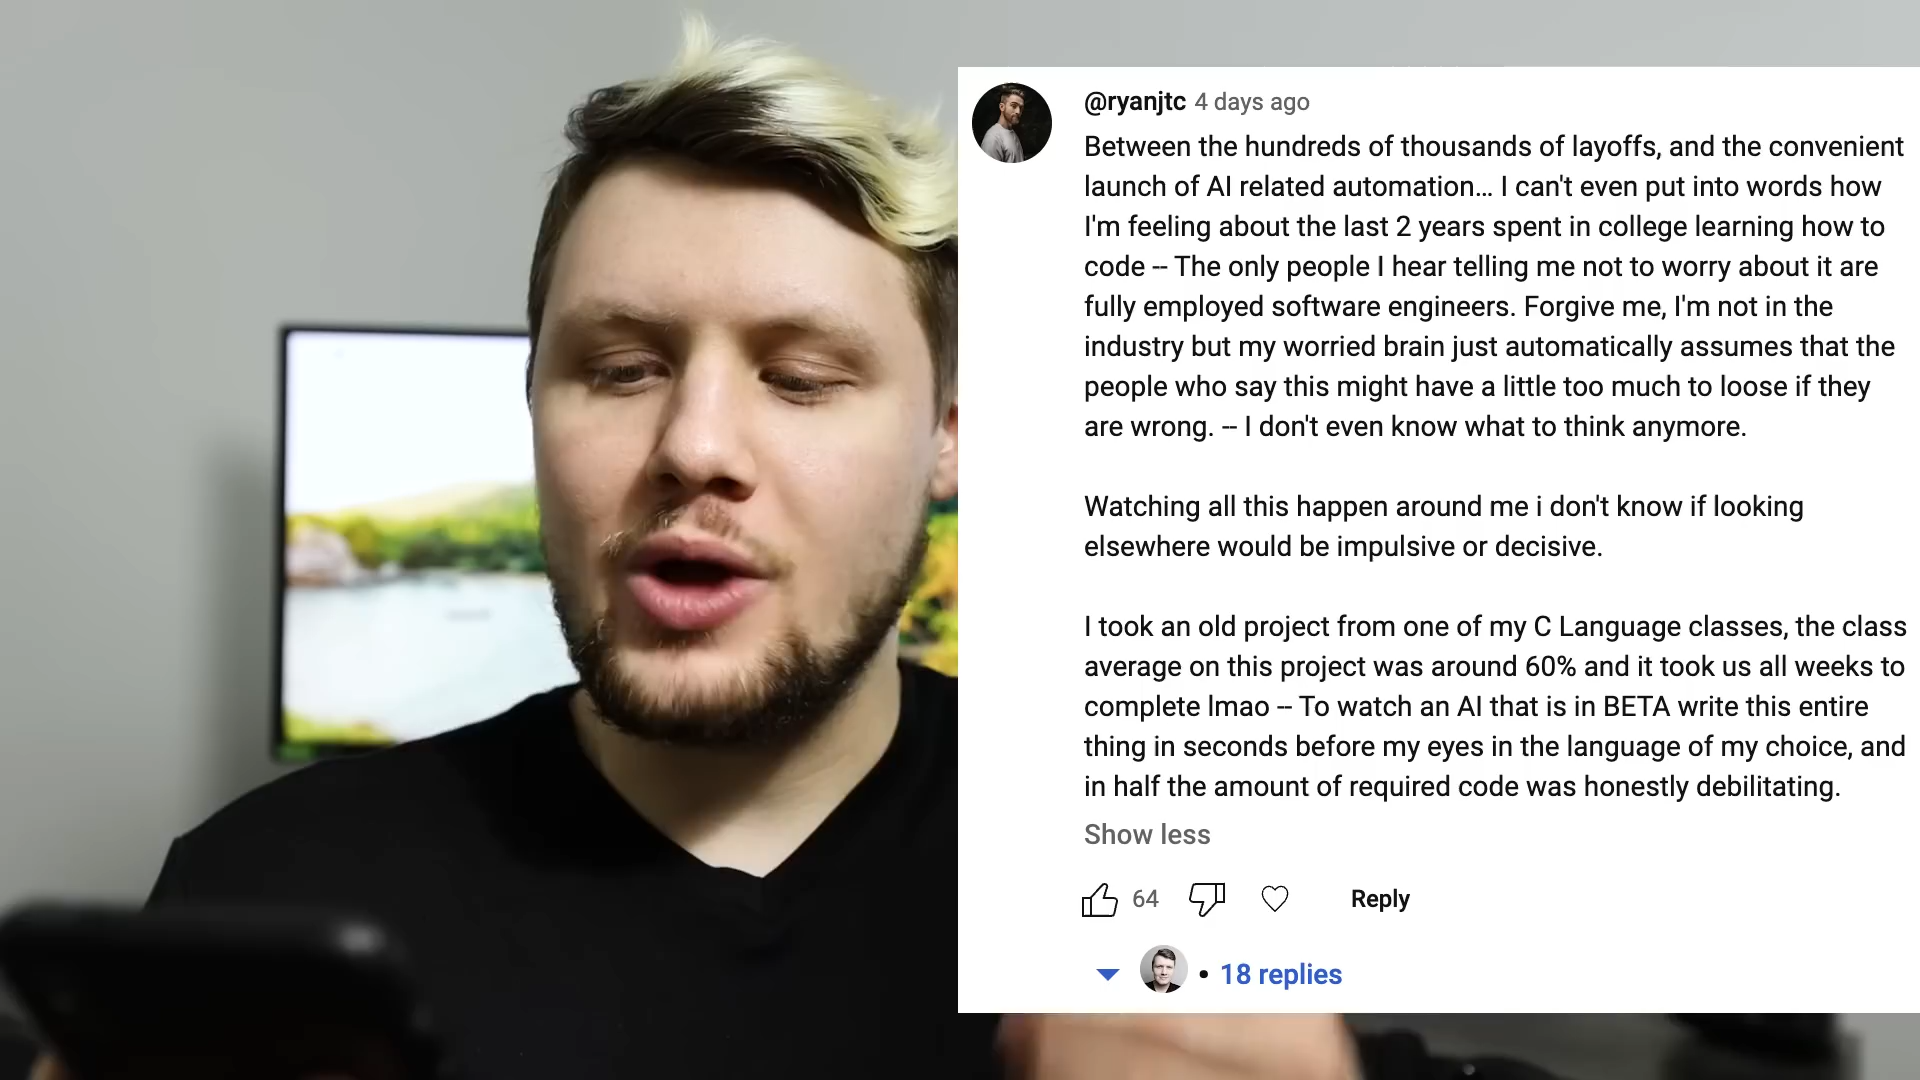 @ryanjtc 4 days ago
Between the hundreds of thousands of layoffs, and the convenient
launch of AI related automation... I can't even put into words how
I'm feeling about the last 2 years spent in college learning how to
code -- The only people I hear telling me not to worry about it are
fully employed software engineers. Forgive me, I'm not in the
industry but my worried brain just automatically assumes that the
people who say this might have a little too much to loose if they
are wrong. -- I don't even know what to think anymore.
Watching all this happen around me i don't know if looking
elsewhere would be impulsive or decisive.
I took an old project from one of my C Language classes, the class
average on this project was around 60% and it took us all weeks to
complete lmao -- To watch an AI that is in BETA write this entire
thing in seconds before my eyes in the language of my choice, and
in half the amount of required code was honestly debilitating.
Show less
64 Reply
• 18 replies